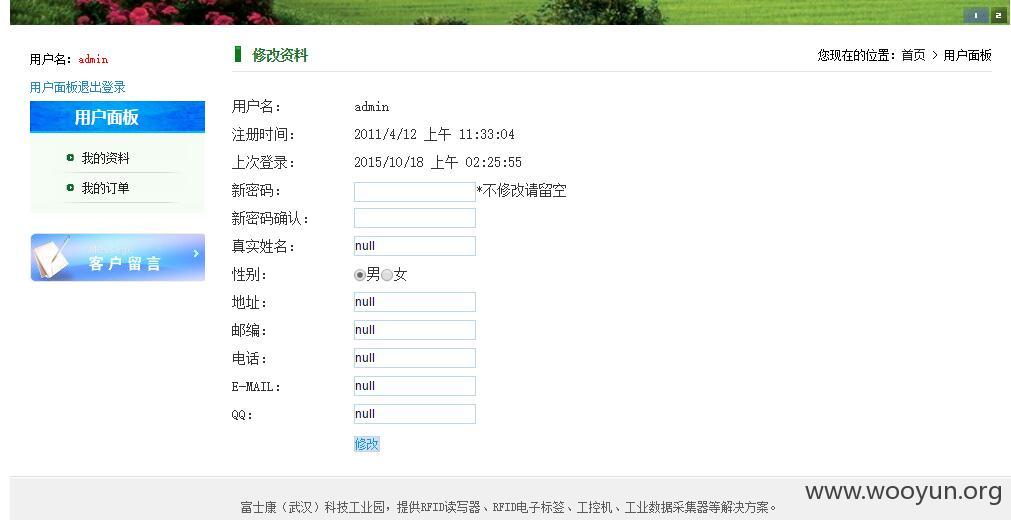 1 2
用户名：admin
修改资料
您现在的位置：首页 > 用户面板
用户面板退出登录
用户面板
我的资料
我的订单
客户留言
用户名： admin
注册时间： 2011/4/12 上午 11:33:04
上次登录： 2015/10/18 上午 02:25:55
新密码： *不修改请留空
新密码确认：
真实姓名： null
性别： 男 女
地址： null
邮编： null
电话： null
E-MAIL： null
QQ： null
修改
www.wooyun.org
富士康（武汉）科技工业园，提供RFID读写器、RFID电子标签、工控机、工业数据采集器等解决方案。